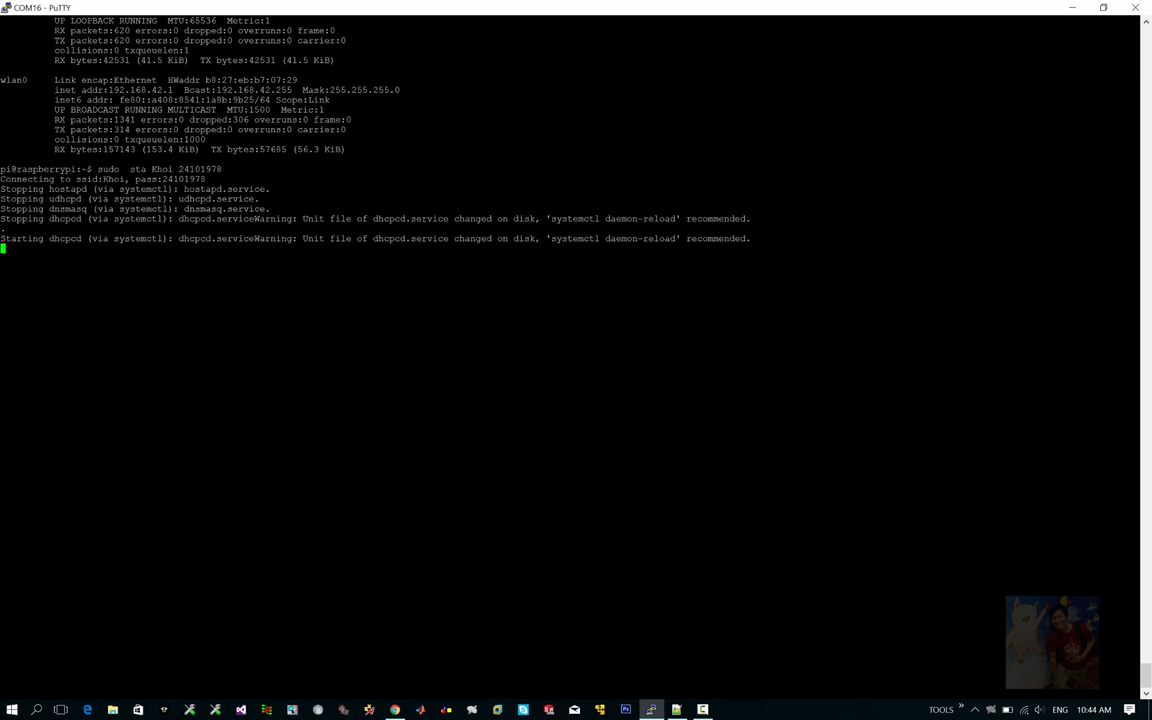 COM16 - PuTTY
UP LOOPBACK RUNNING  MTU:65536  Metric:1
RX packets:620 errors:0 dropped:0 overruns:0 frame:0
TX packets:620 errors:0 dropped:0 overruns:0 carrier:0
collisions:0 txqueuelen:1
RX bytes:42531 (41.5 KiB)  TX bytes:42531 (41.5 KiB)
wlan0     Link encap:Ethernet  HWaddr b8:27:eb:b7:07:29
inet addr:192.168.42.1  Bcast:192.168.42.255  Mask:255.255.255.0
inet6 addr: fe80::a408:8541:1a8b:9b25/64 Scope:Link
UP BROADCAST RUNNING MULTICAST  MTU:1500  Metric:1
RX packets:1341 errors:0 dropped:306 overruns:0 frame:0
TX packets:314 errors:0 dropped:0 overruns:0 carrier:0
collisions:0 txqueuelen:1000
RX bytes:157143 (153.4 KiB)  TX bytes:57685 (56.3 KiB)
pi@raspberrypi:~$ sudo  sta Khoi 24101978
Connecting to ssid:Khoi, pass:24101978
Stopping hostapd (via systemctl): hostapd.service.
Stopping udhcpd (via systemctl): udhcpd.service.
Stopping dnsmasq (via systemctl): dnsmasq.service.
Stopping dhcpcd (via systemctl): dhcpcd.serviceWarning: Unit file of dhcpcd.service changed on disk, 'systemctl daemon-reload' recommended.
.
Starting dhcpcd (via systemctl): dhcpcd.serviceWarning: Unit file of dhcpcd.service changed on disk, 'systemctl daemon-reload' recommended.
TOOLS » ENG 10:44 AM